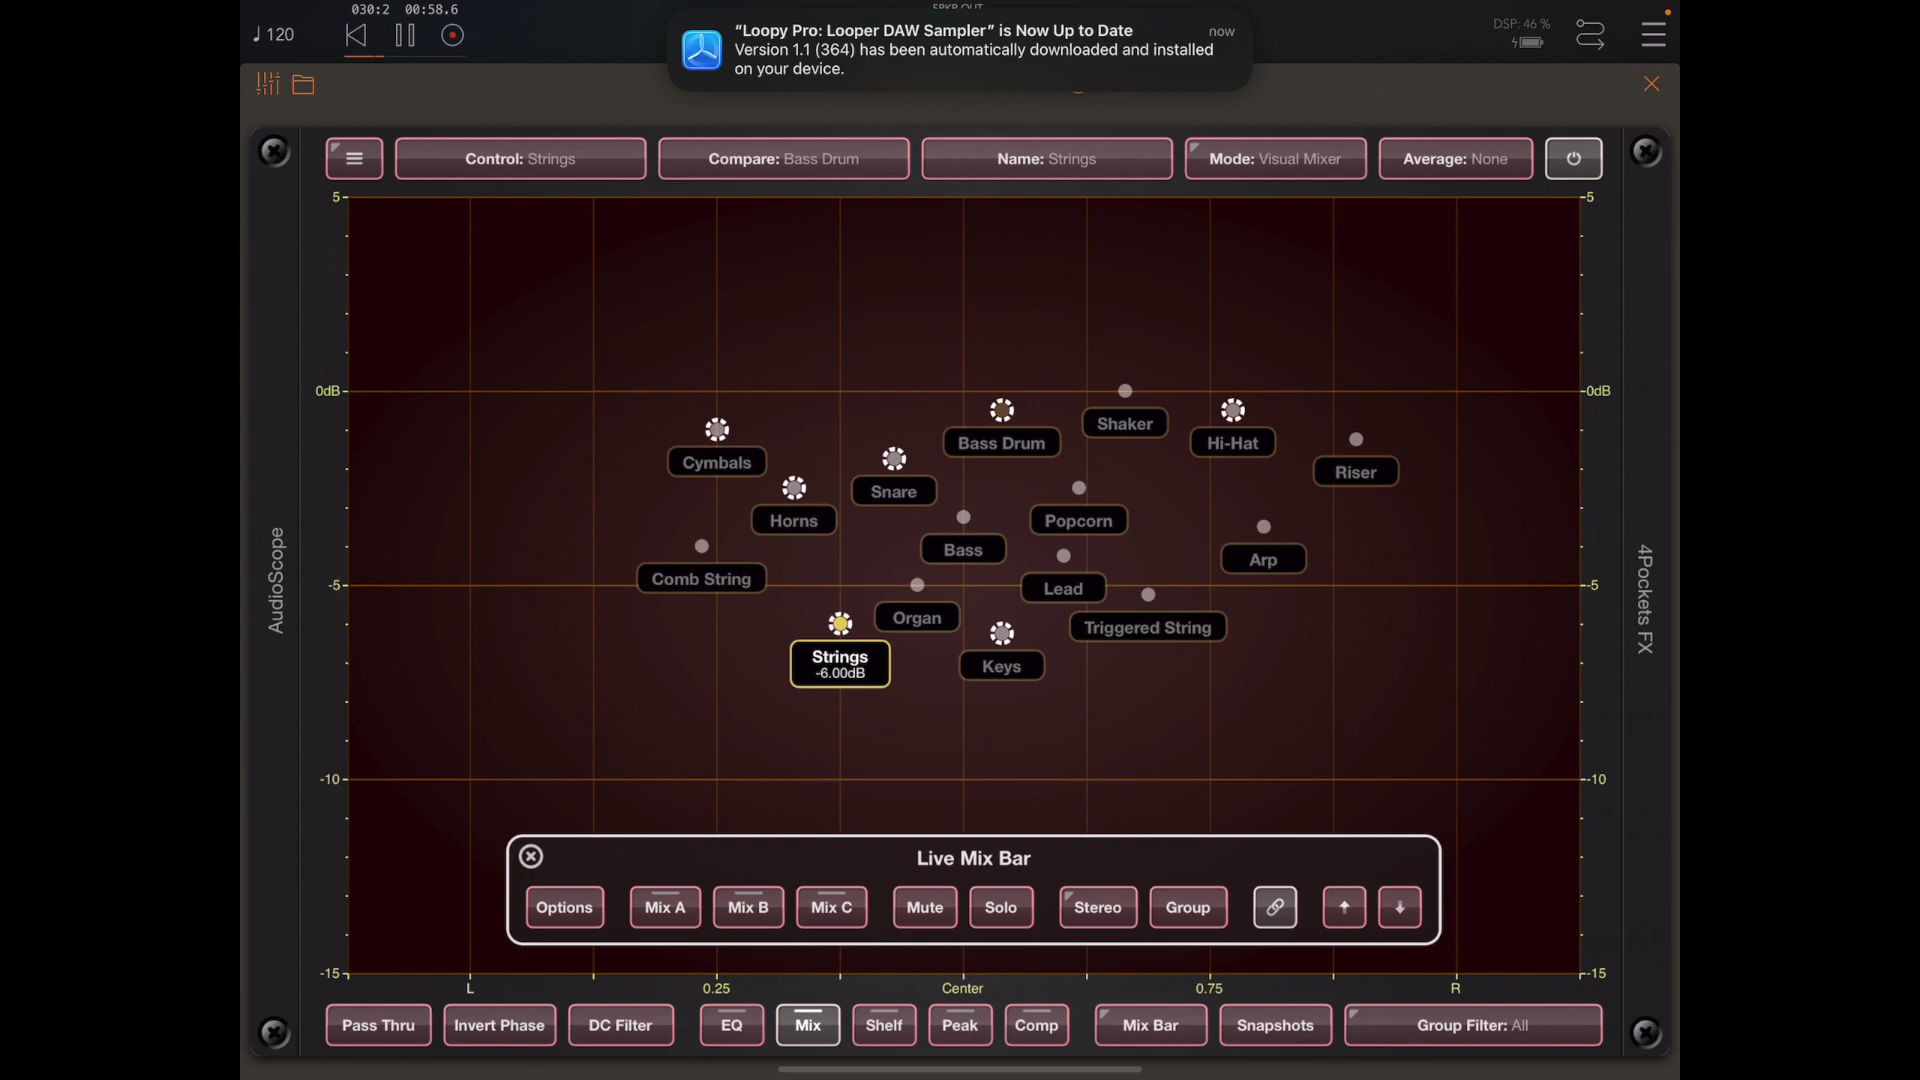 030:2 00:58.6
120
SPKR OUT
DSP: 46 %
"Loopy Pro: Looper DAW Sampler" is Now Up to Date
now
Version 1.1 (364) has been automatically downloaded and installed
on your device.
Control: Strings
Compare: Bass Drum
Name: Strings
Mode: Visual Mixer
Average: None
AudioScope
4Pockets FX
5
5
0dB
0dB
Shaker
Bass Drum
Hi-Hat
Cymbals
Riser
Snare
Horns
Popcorn
Bass
Arp
Comb String
-5
-5
Lead
Organ
Triggered String
Strings
-6.00dB
Keys
-10
-10
Live Mix Bar
Options
Mix A
Mix B
Mix C
Mute
Solo
Stereo
Group
-15
-15
L
0.25
Center
0.75
R
Pass Thru
Invert Phase
DC Filter
EQ
Mix
Shelf
Peak
Comp
Mix Bar
Snapshots
Group Filter: All